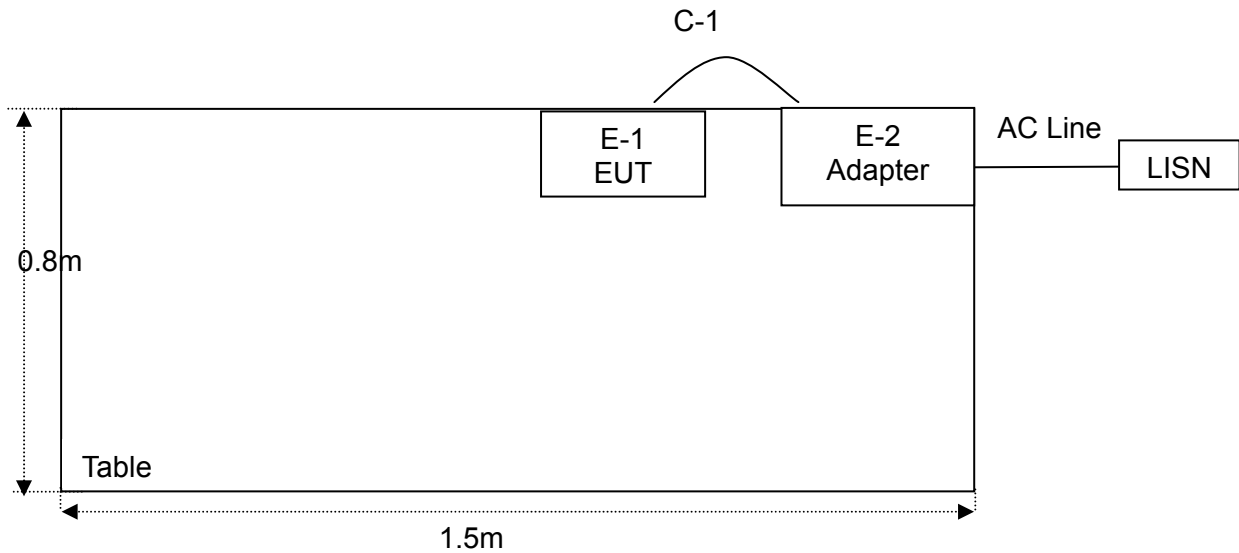 C-1
E-1
EUT
E-2
Adapter
AC Line
LISN
0.8m
Table
1.5m